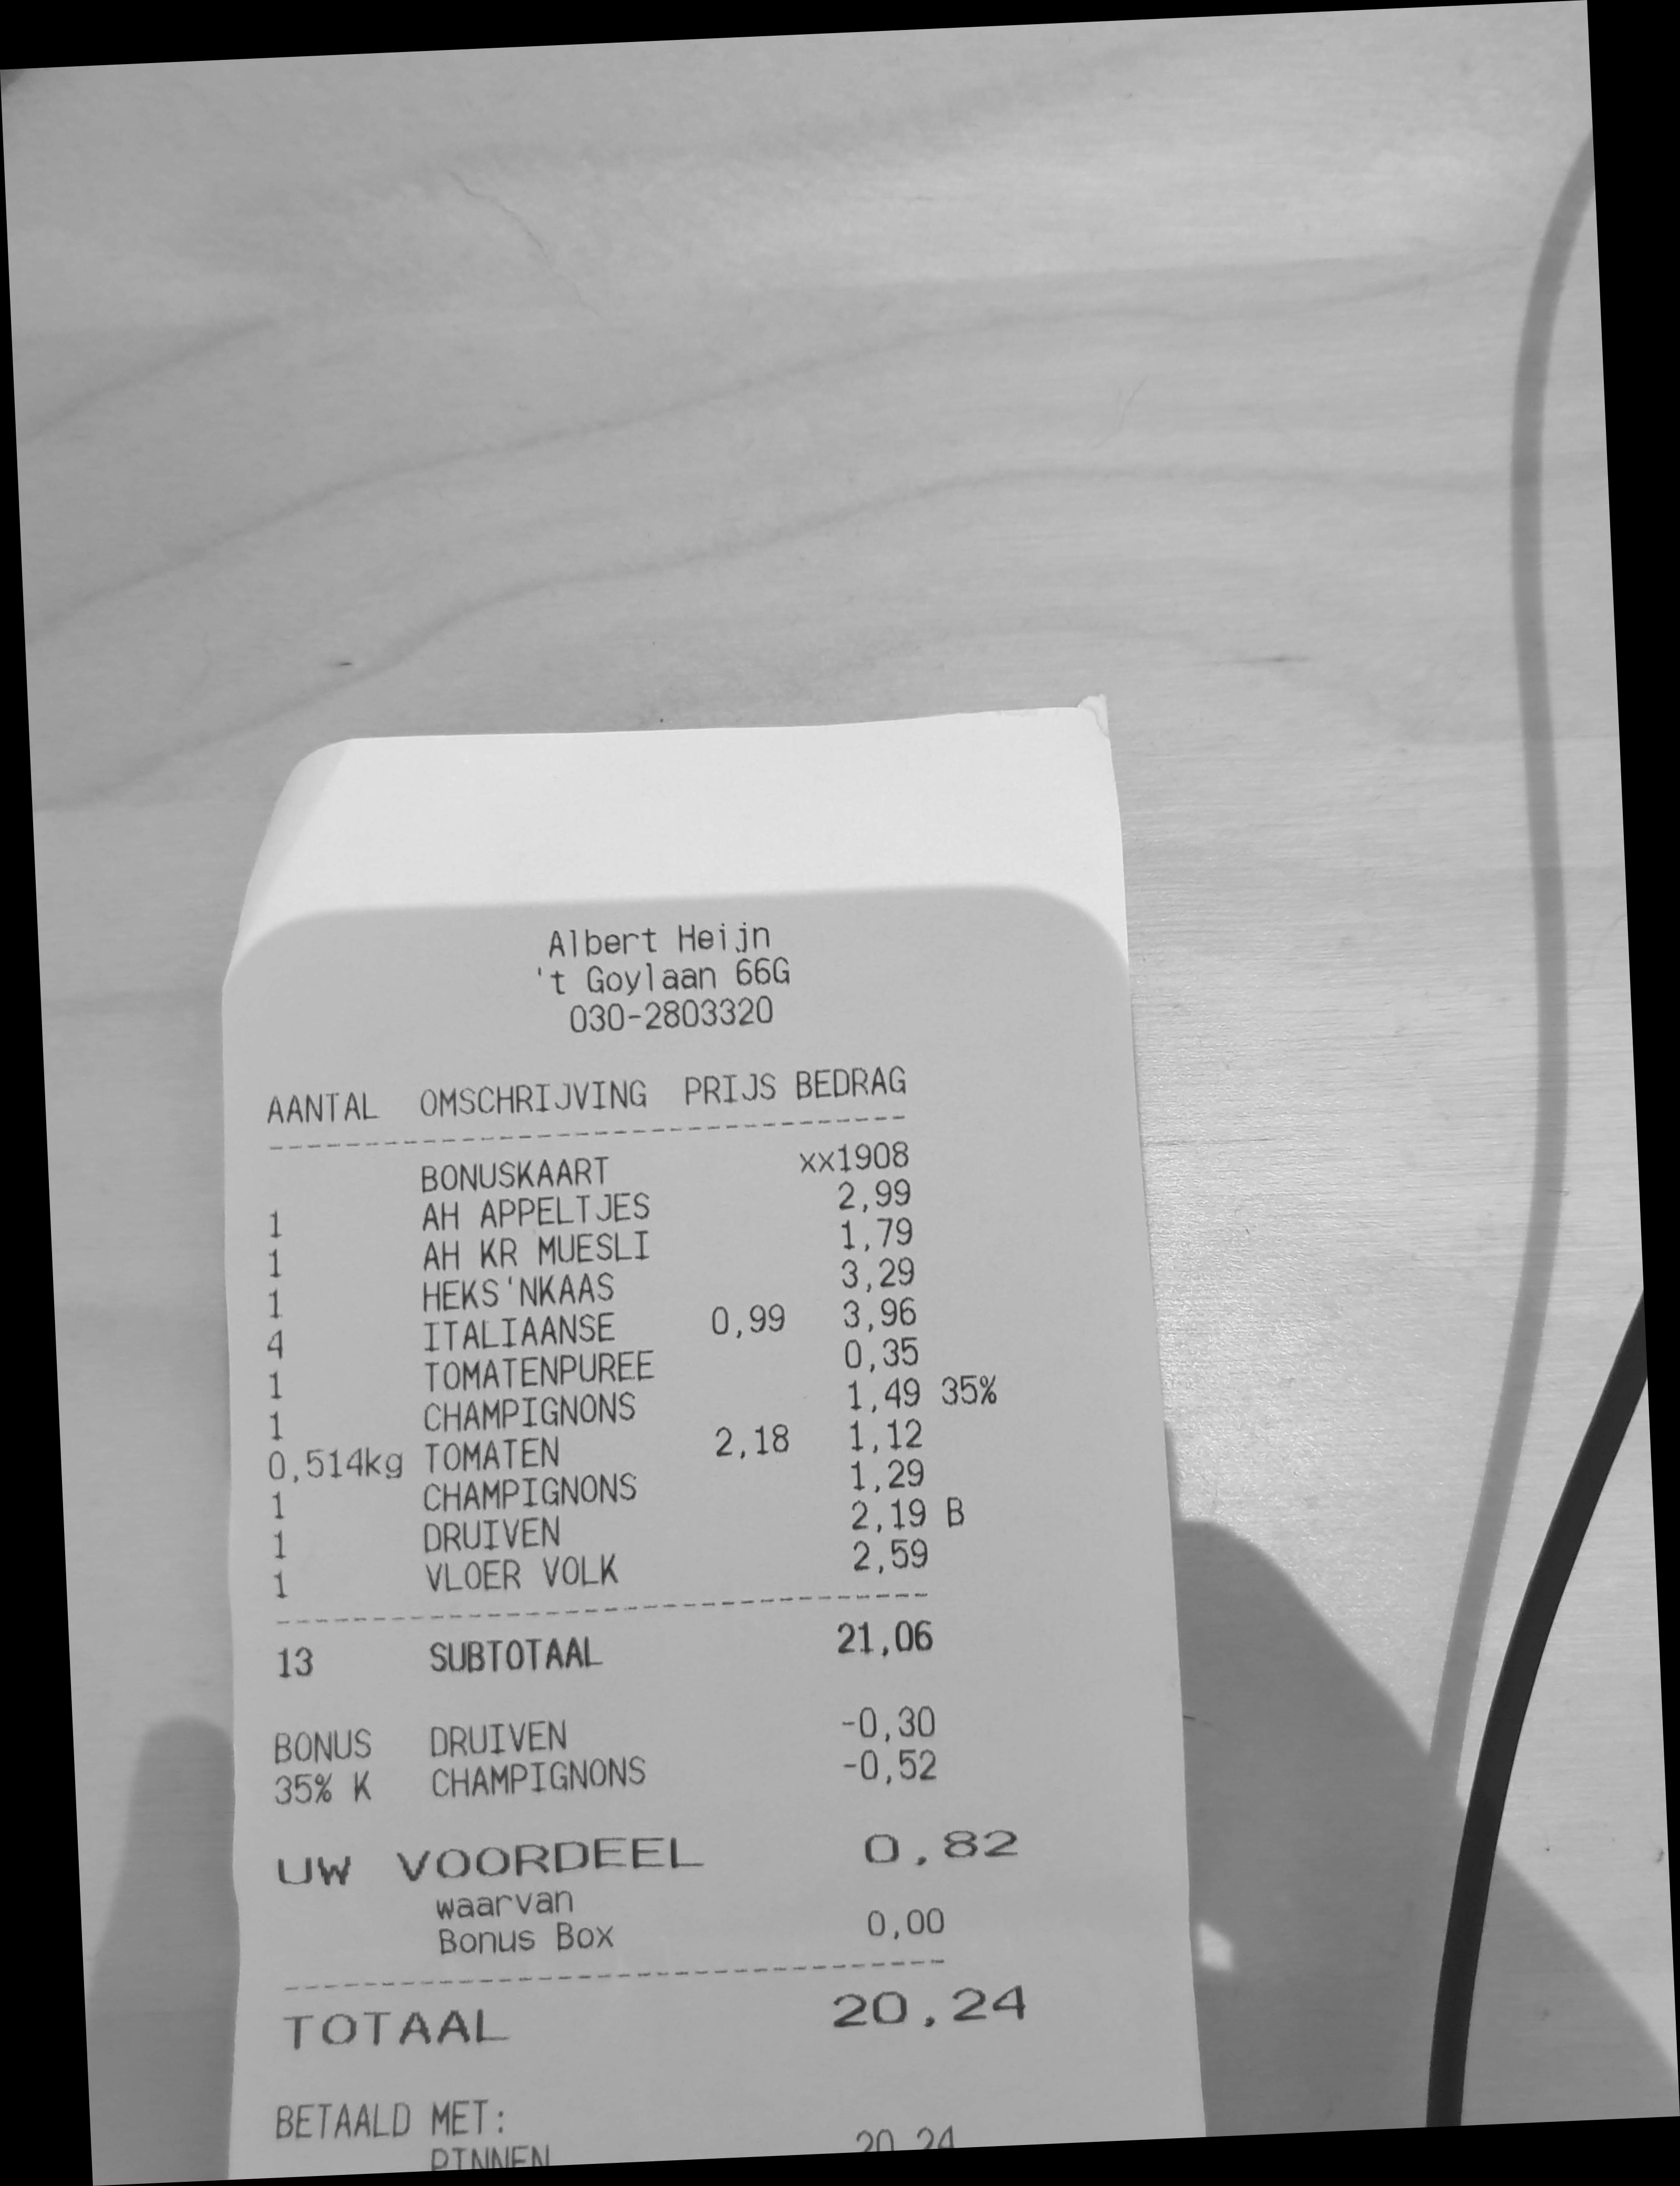 Albert Heijn
't Goylaan 66G
030-2803320
AANTAL OMSCHRIJVING PRIJS BEDRAG
BONUSKAART xx1908
1 AH APPELTJES 2,99
1 AH KR MUESLI 1,79
1 HEKS'NKAAS 3,29
4 ITALIAANSE 0,99 3,96
1 TOMATENPUREE 0,35
1 CHAMPIGNONS 1,49 35%
0,514kg TOMATEN 2,18 1,12
1 CHAMPIGNONS 1,29
1 DRUIVEN 2,19 B
1 VLOER VOLK 2,59
13 SUBTOTAAL 21,06
BONUS DRUIVEN -0,30
35% K CHAMPIGNONS -0,52
UW VOORDEEL 0,82
waarvan
Bonus Box 0,00
TOTAAL 20,24
BETAALD MET:
PINNEN 20,24